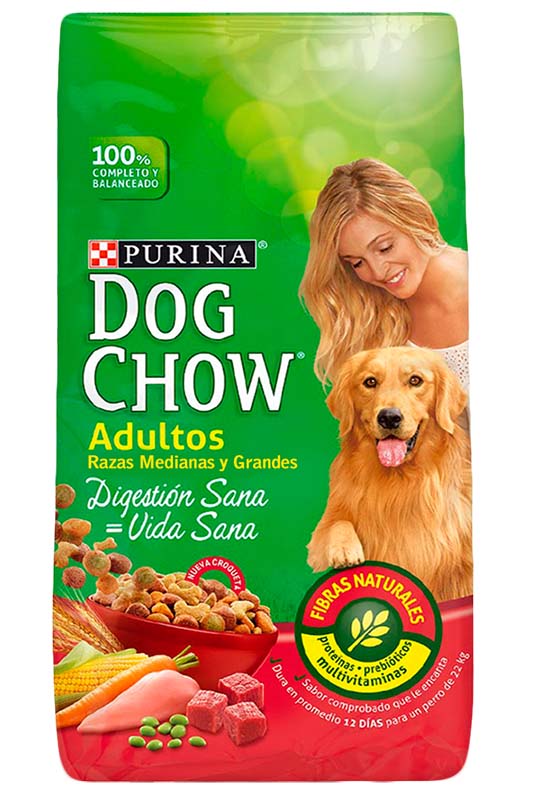 100%
COMPLETO Y
BALANCEADO
PURINA®
DOG
CHOW®
Adultos
Razas Medianas y Grandes
Digestión Sana
= Vida Sana
NUEVA CROQUETA
FIBRAS NATURALES
proteínas • prebióticos
multivitaminas
Sabor comprobado que le encanta
Dura en promedio 12 DÍAS para un perro de 22 kg